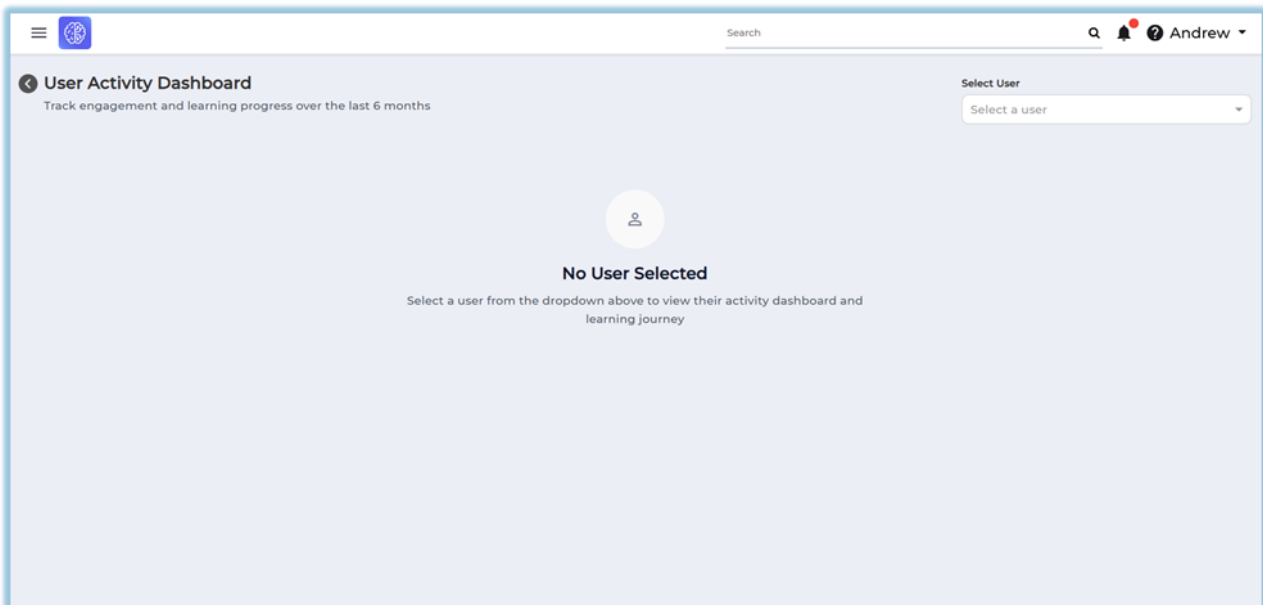 Search
Andrew
User Activity Dashboard
Track engagement and learning progress over the last 6 months
Select User
Select a user
No User Selected
Select a user from the dropdown above to view their activity dashboard and
learning journey